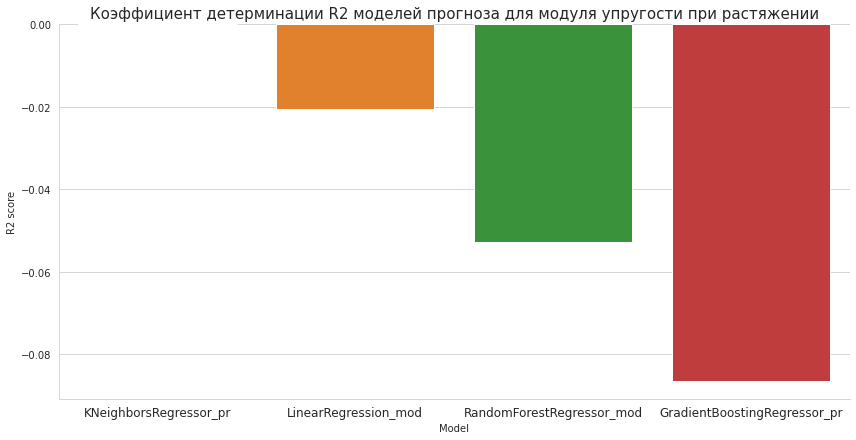 Коэффициент детерминации R2 моделей прогноза для модуля упругости при растяжении
0.00
−0.02
−0.04
−0.06
−0.08
R2 score
KNeighborsRegressor_pr
LinearRegression_mod
RandomForestRegressor_mod
GradientBoostingRegressor_pr
Model